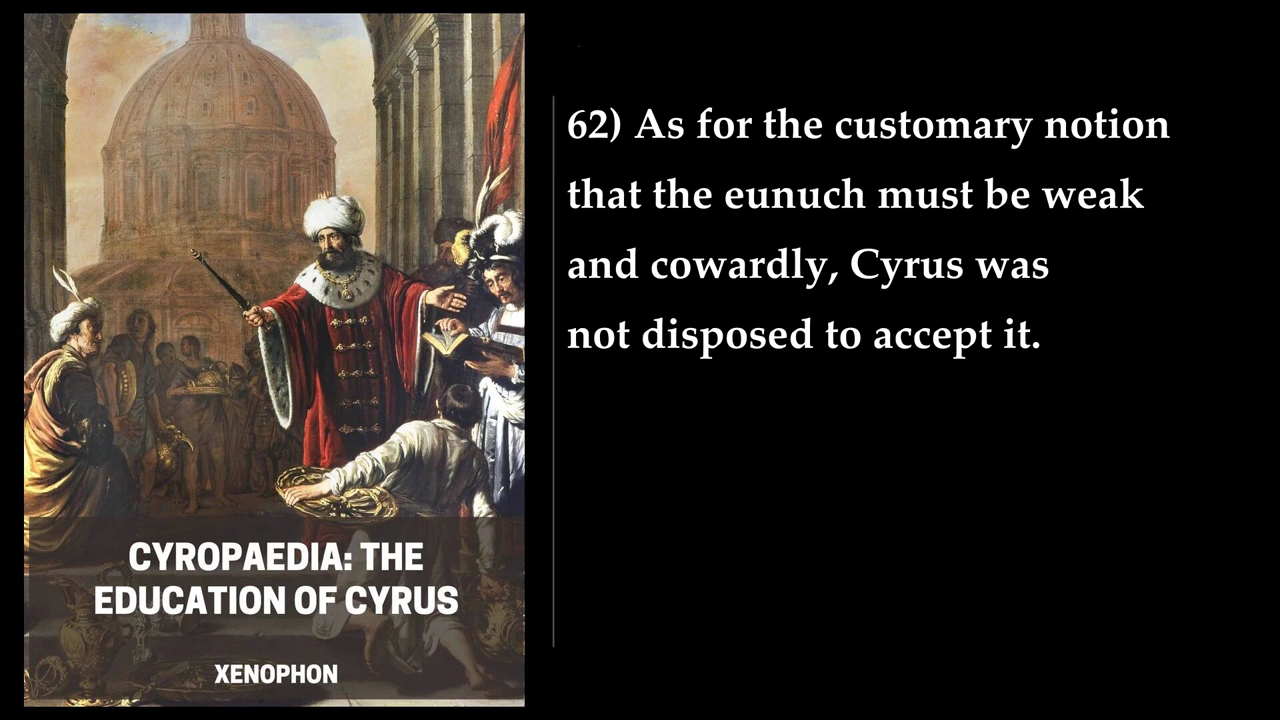 62) As for the customary notion
that the eunuch must be weak
and cowardly, Cyrus was
not disposed to accept it.
CYROPAEDIA: THE
EDUCATION OF CYRUS
XENOPHON